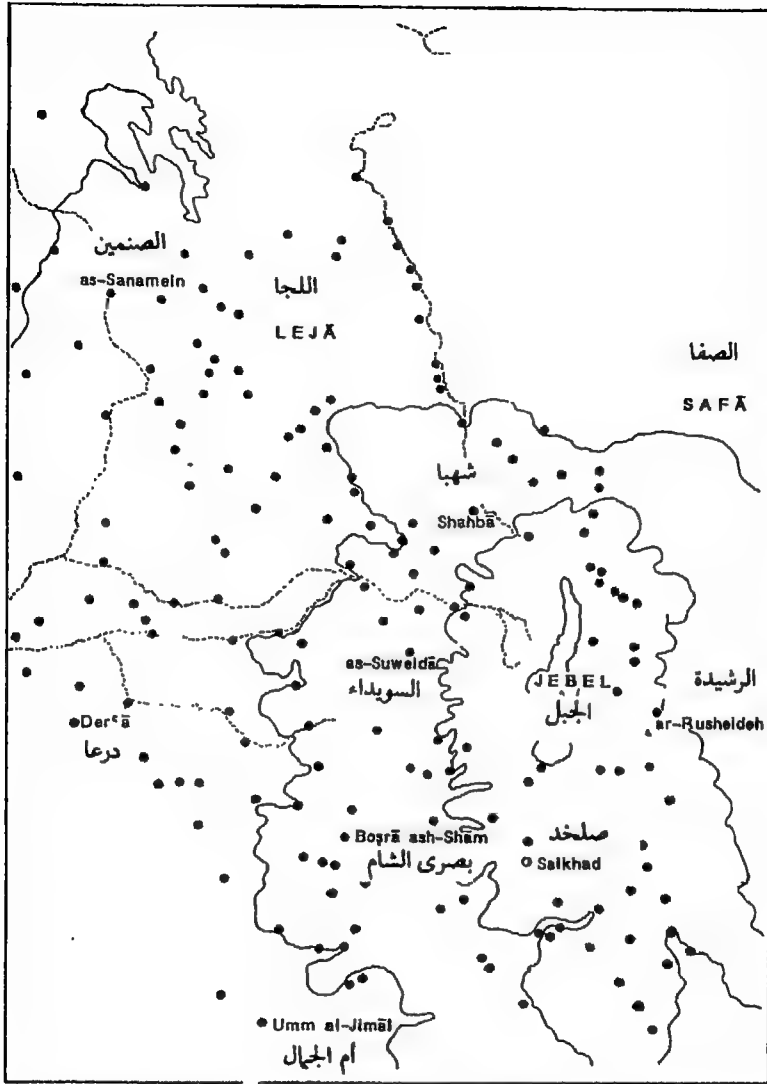 الصنمين
as-Sanamein
اللجا
LEJĀ
الصفا
SAFĀ
شهبا
Shahbā
as-Suweidā
السويداء
JEBEL
الجبل
الرشيدة
ar-Rusheideh
Derʿā
درعا
صلخد
Salkhad
Boṣrā ash-Shām
بصرى الشام
Umm al-Jimāl
أم الجمال